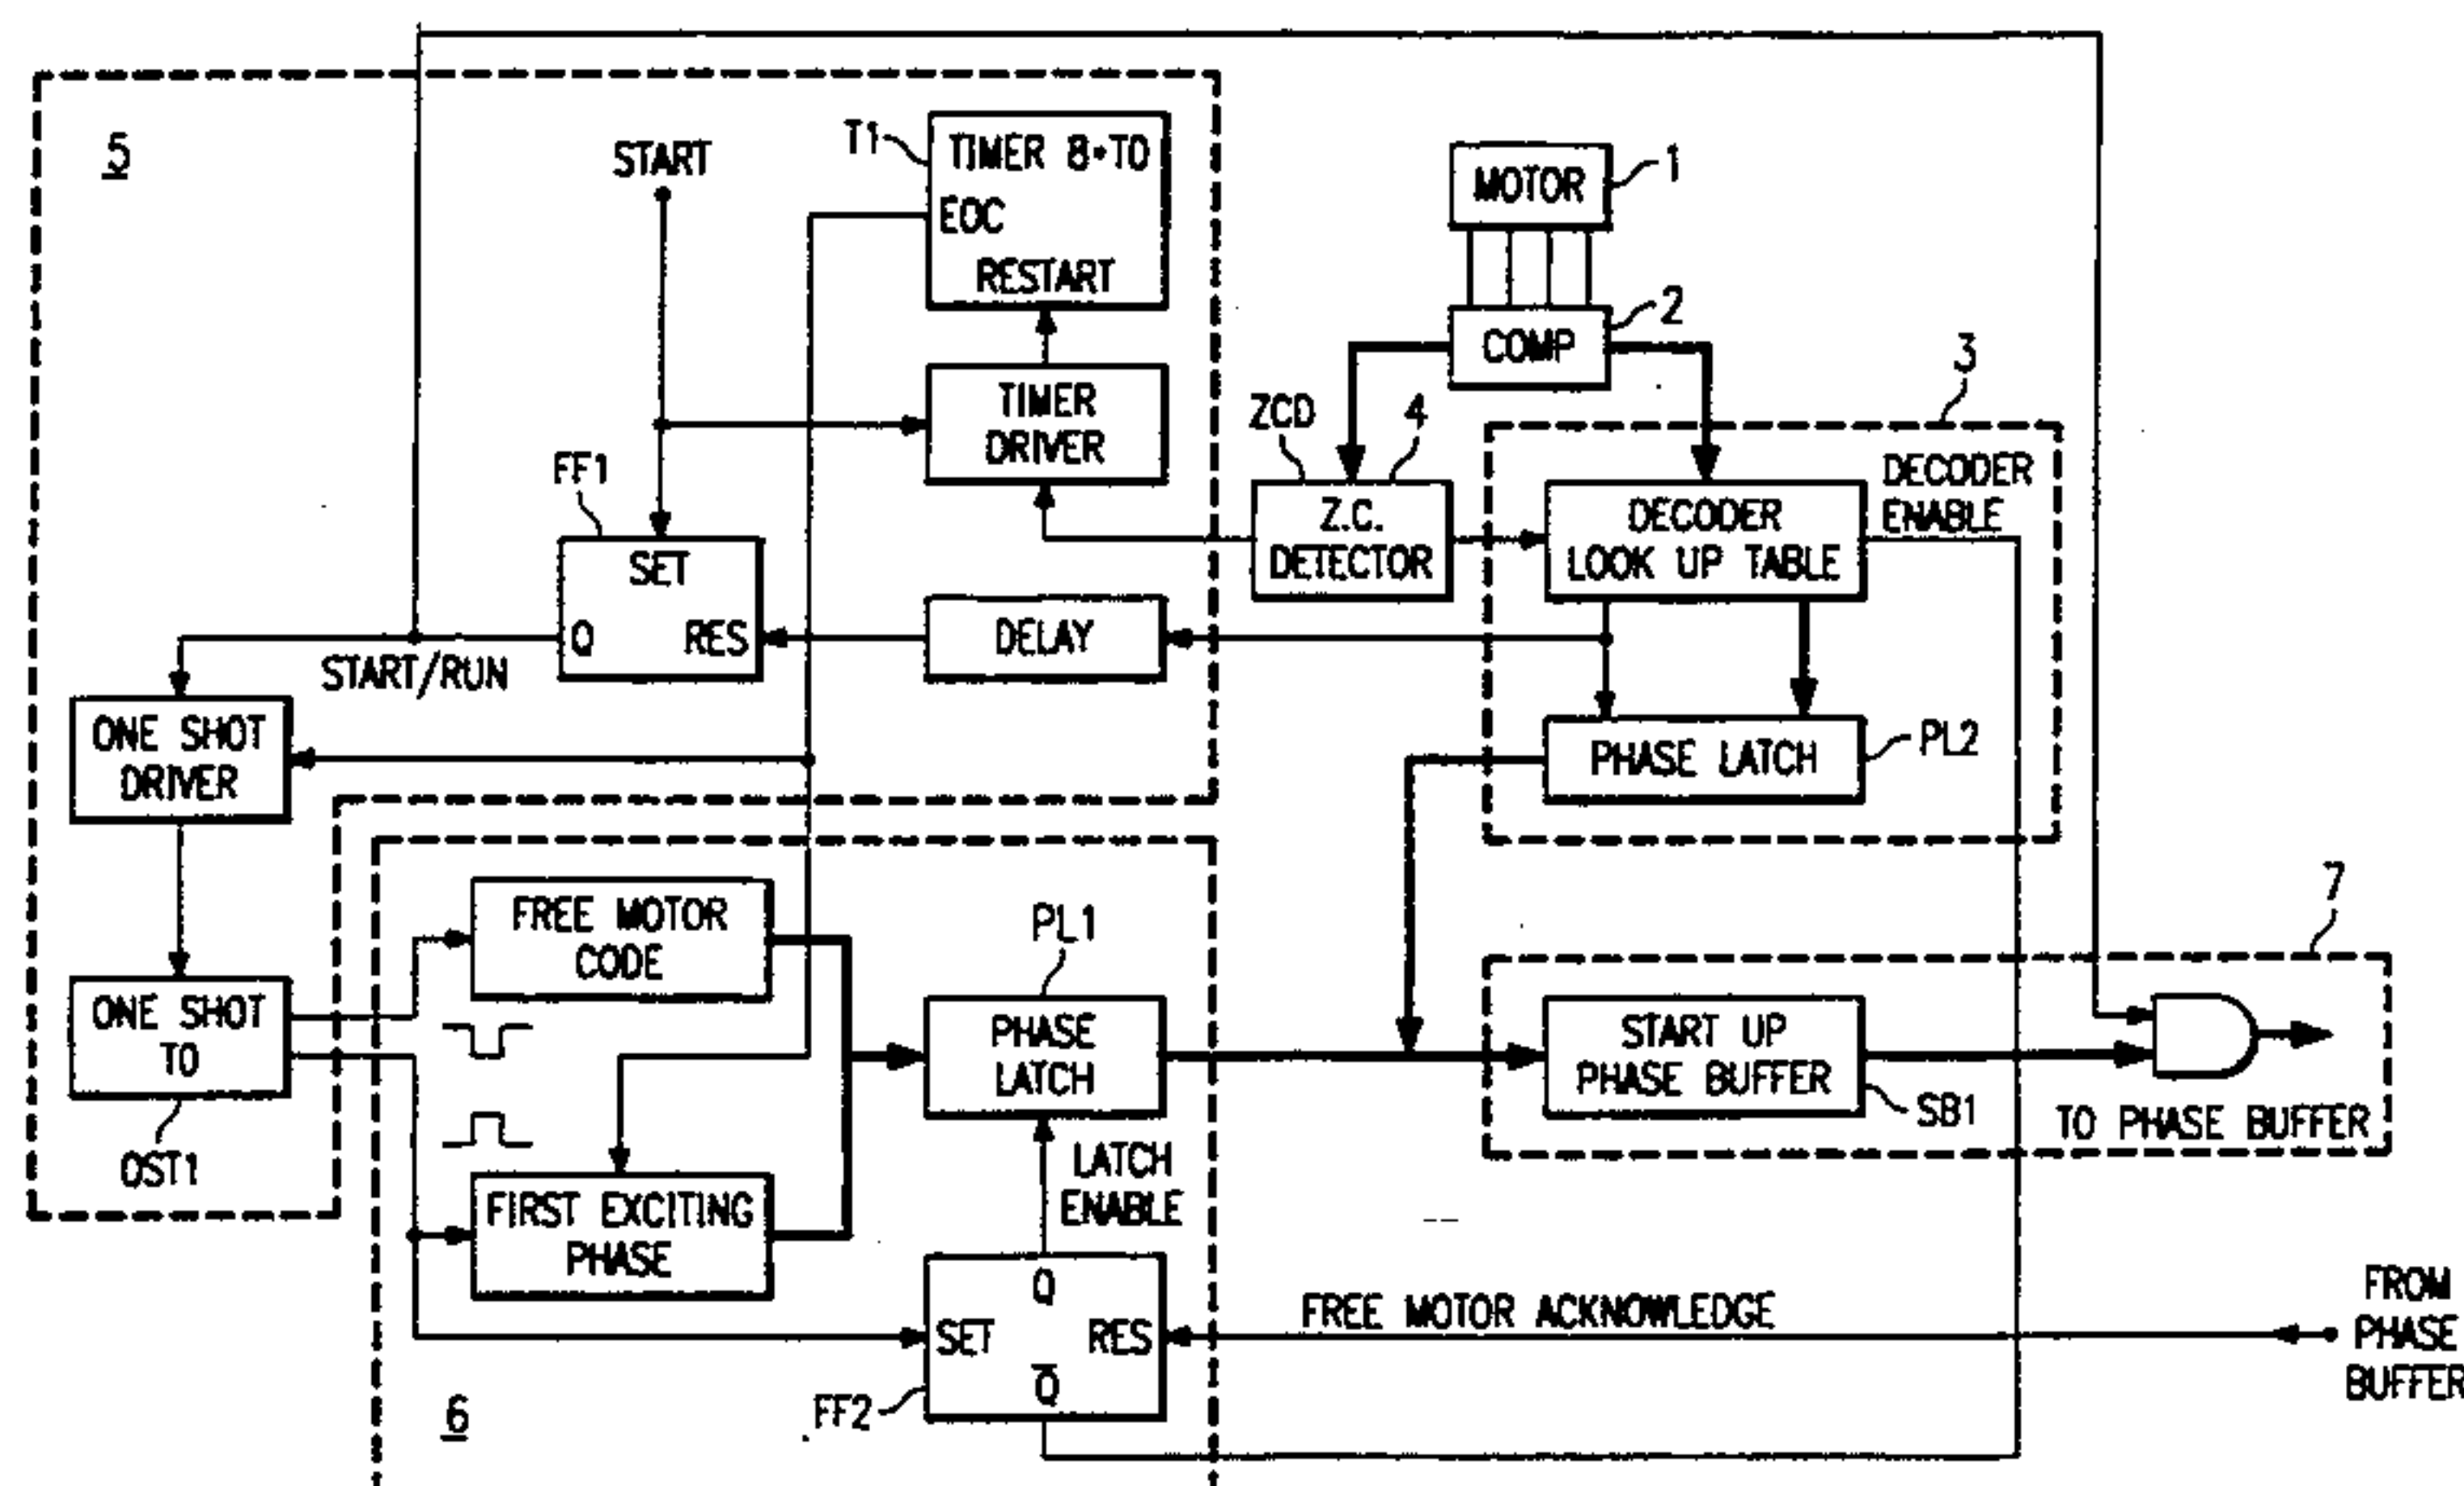 5
START
T1
TIMER 8•TO
EOC
RESTART
MOTOR
1
COMP
2
3
TIMER
DRIVER
ZCD
4
Z.C.
DETECTOR
DECODER
LOOK UP TABLE
DECODER
ENABLE
FF1
SET
Q
RES
DELAY
START/RUN
ONE SHOT
DRIVER
PHASE LATCH
PL2
7
FREE MOTOR
CODE
PL1
ONE SHOT
TO
OST1
PHASE
LATCH
START UP
PHASE BUFFER
SB1
TO PHASE BUFFER
LATCH
ENABLE
FIRST EXCITING
PHASE
Q
SET
RES
Q̅
FF2
FREE MOTOR ACKNOWLEDGE
FROM
PHASE
BUFFER
6